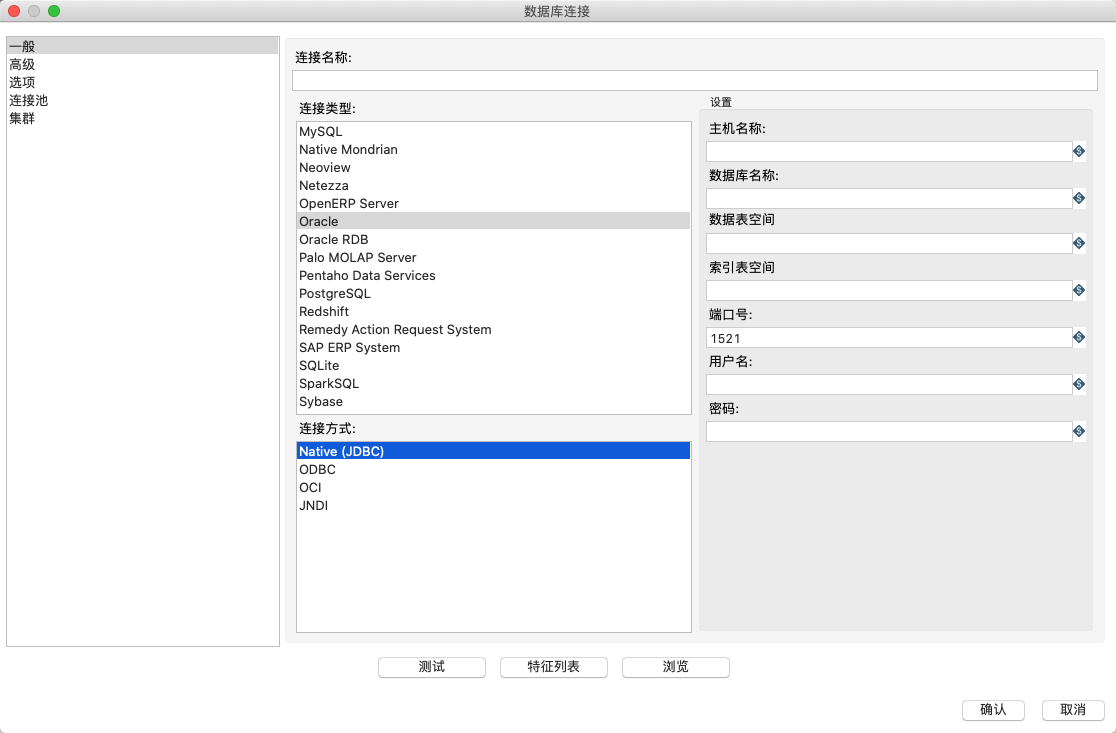 数据库连接
一般
高级
选项
连接池
集群
连接名称:
连接类型:
MySQL
Native Mondrian
Neoview
Netezza
OpenERP Server
Oracle
Oracle RDB
Palo MOLAP Server
Pentaho Data Services
PostgreSQL
Redshift
Remedy Action Request System
SAP ERP System
SQLite
SparkSQL
Sybase
连接方式:
Native (JDBC)
ODBC
OCI
JNDI
设置
主机名称:
数据库名称:
数据表空间
索引表空间
端口号:
1521
用户名:
密码:
测试
特征列表
浏览
确认
取消